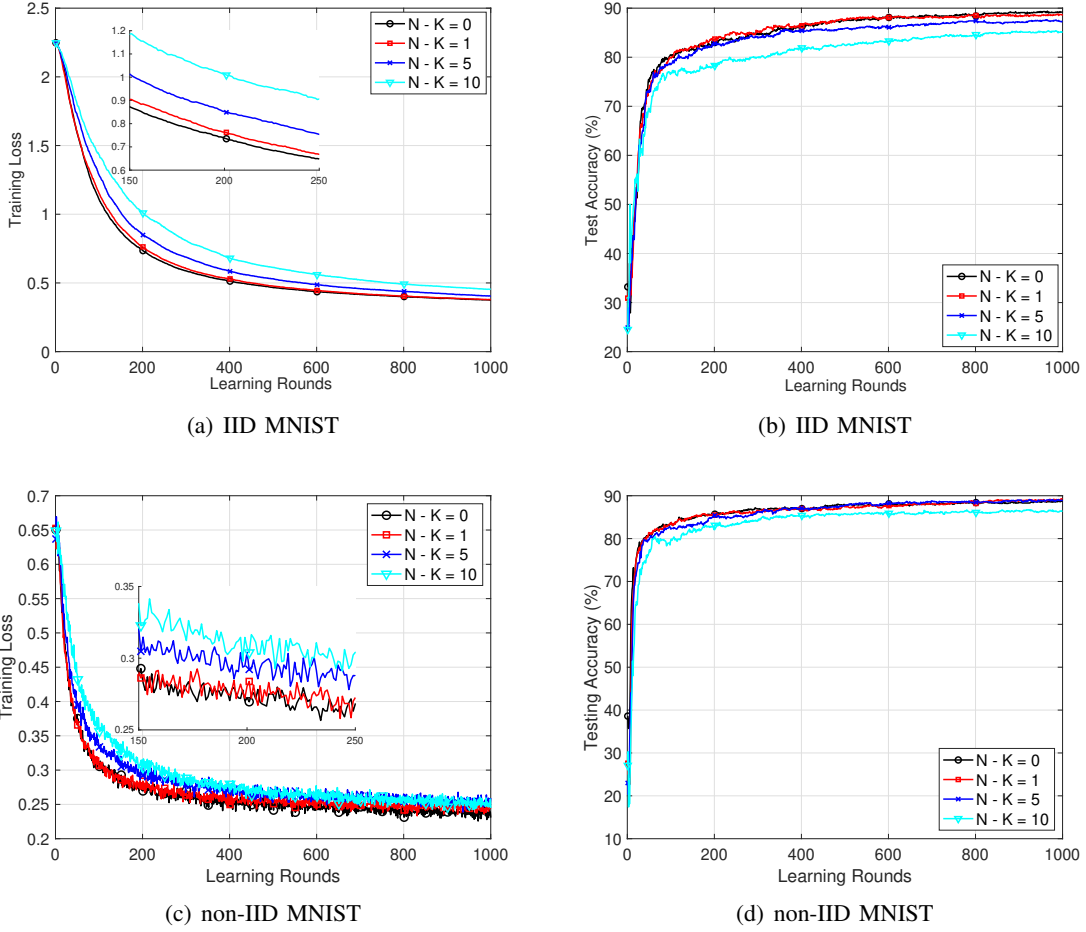 2.5
2
1.5
1
0.5
0
0
200
400
600
800
1000
Training Loss
Learning Rounds
1.2
1.1
1
0.9
0.8
0.7
0.6
150
200
250
N - K = 0
N - K = 1
N - K = 5
N - K = 10
(a) IID MNIST
90
80
70
60
50
40
30
20
0
200
400
600
800
1000
Test Accuracy (%)
Learning Rounds
N - K = 0
N - K = 1
N - K = 5
N - K = 10
(b) IID MNIST
0.7
0.65
0.6
0.55
0.5
0.45
0.4
0.35
0.3
0.25
0.2
0
200
400
600
800
1000
Training Loss
Learning Rounds
0.35
0.3
0.25
150
200
250
N - K = 0
N - K = 1
N - K = 5
N - K = 10
(c) non-IID MNIST
90
80
70
60
50
40
30
20
10
0
200
400
600
800
1000
Testing Accuracy (%)
Learning Rounds
N - K = 0
N - K = 1
N - K = 5
N - K = 10
(d) non-IID MNIST